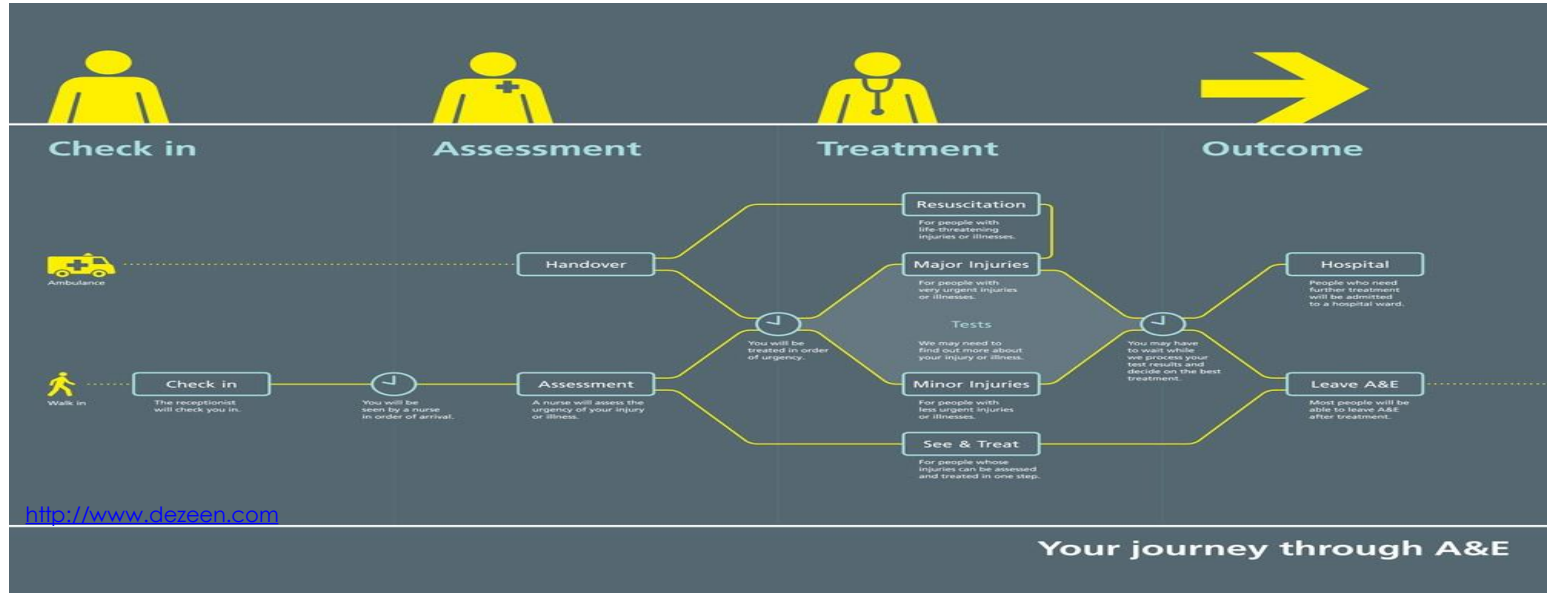 Check in
Assessment
Treatment
Outcome
Ambulance
Handover
Resuscitation
For people with
life-threatening
injuries or illnesses.
Major Injuries
For people with
very urgent injuries
or illnesses.
Hospital
People who need
further treatment
will be admitted
to a hospital ward.
You will be
treated in order
of urgency.
Tests
We may need to
find out more about
your injury or illness.
You may have
to wait while
we process your
test results and
decide on the best
treatment.
Walk in
Check in
The receptionist
will check you in.
You will be
seen by a nurse
in order of arrival.
Assessment
A nurse will assess the
urgency of your injury
or illness.
Minor Injuries
For people with
less urgent injuries
or illnesses.
Leave A&E
Most people will be
able to leave A&E
after treatment.
See & Treat
For people whose
injuries can be assessed
and treated in one step.
http://www.dezeen.com
Your journey through A&E